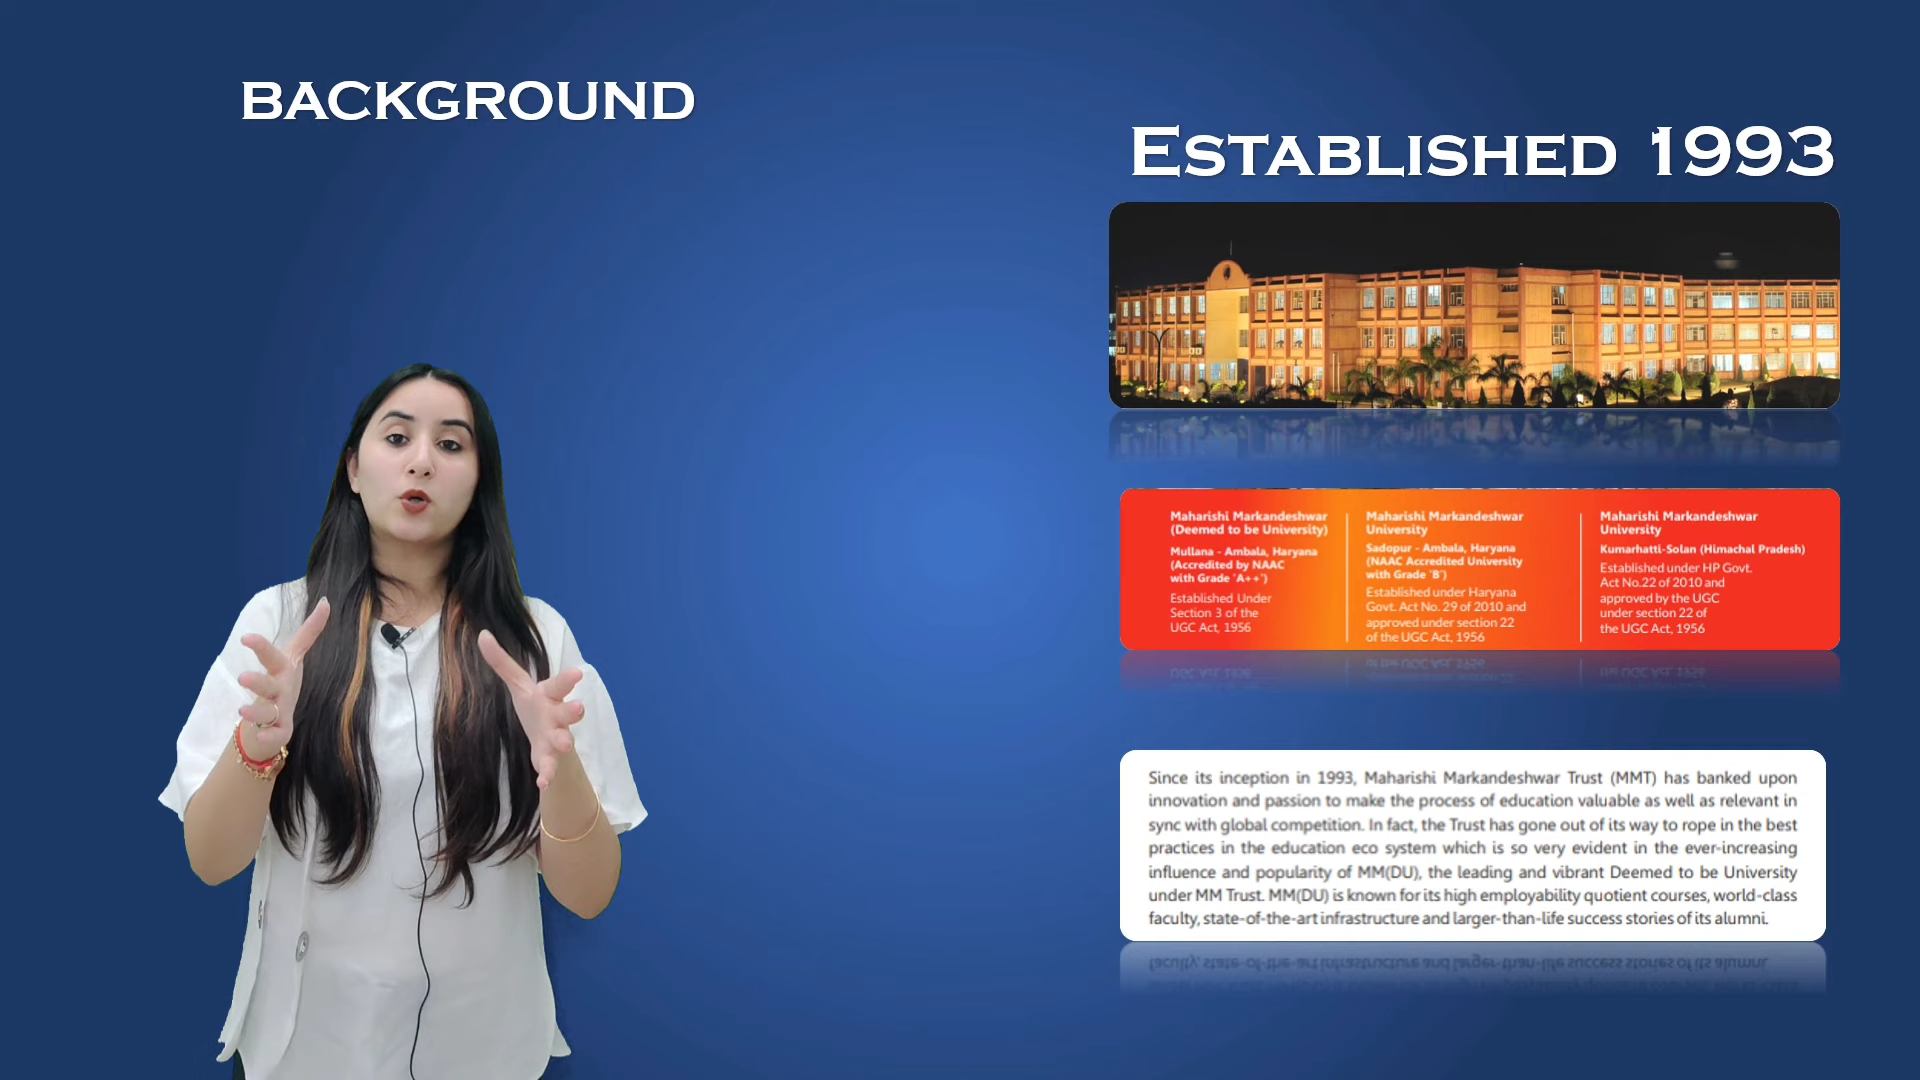 BACKGROUND
ESTABLISHED 1993
Maharishi Markandeshwar
(Deemed to be University)
Mullana - Ambala, Haryana
(Accredited by NAAC
with Grade 'A++')
Established Under
Section 3 of the
UGC Act, 1956
Maharishi Markandeshwar
University
Sadopur - Ambala, Haryana
(NAAC Accredited University
with Grade 'B')
Established under Haryana
Govt. Act No. 29 of 2010 and
approved under section 22
of the UGC Act, 1956
Maharishi Markandeshwar
University
Kumarhatti-Solan (Himachal Pradesh)
Established under HP Govt.
Act No.22 of 2010 and
approved by the UGC
under section 22 of
the UGC Act, 1956
Since its inception in 1993, Maharishi Markandeshwar Trust (MMT) has banked upon
innovation and passion to make the process of education valuable as well as relevant in
sync with global competition. In fact, the Trust has gone out of its way to rope in the best
practices in the education eco system which is so very evident in the ever-increasing
influence and popularity of MM(DU), the leading and vibrant Deemed to be University
under MM Trust. MM(DU) is known for its high employability quotient courses, world-class
faculty, state-of-the-art infrastructure and larger-than-life success stories of its alumni.